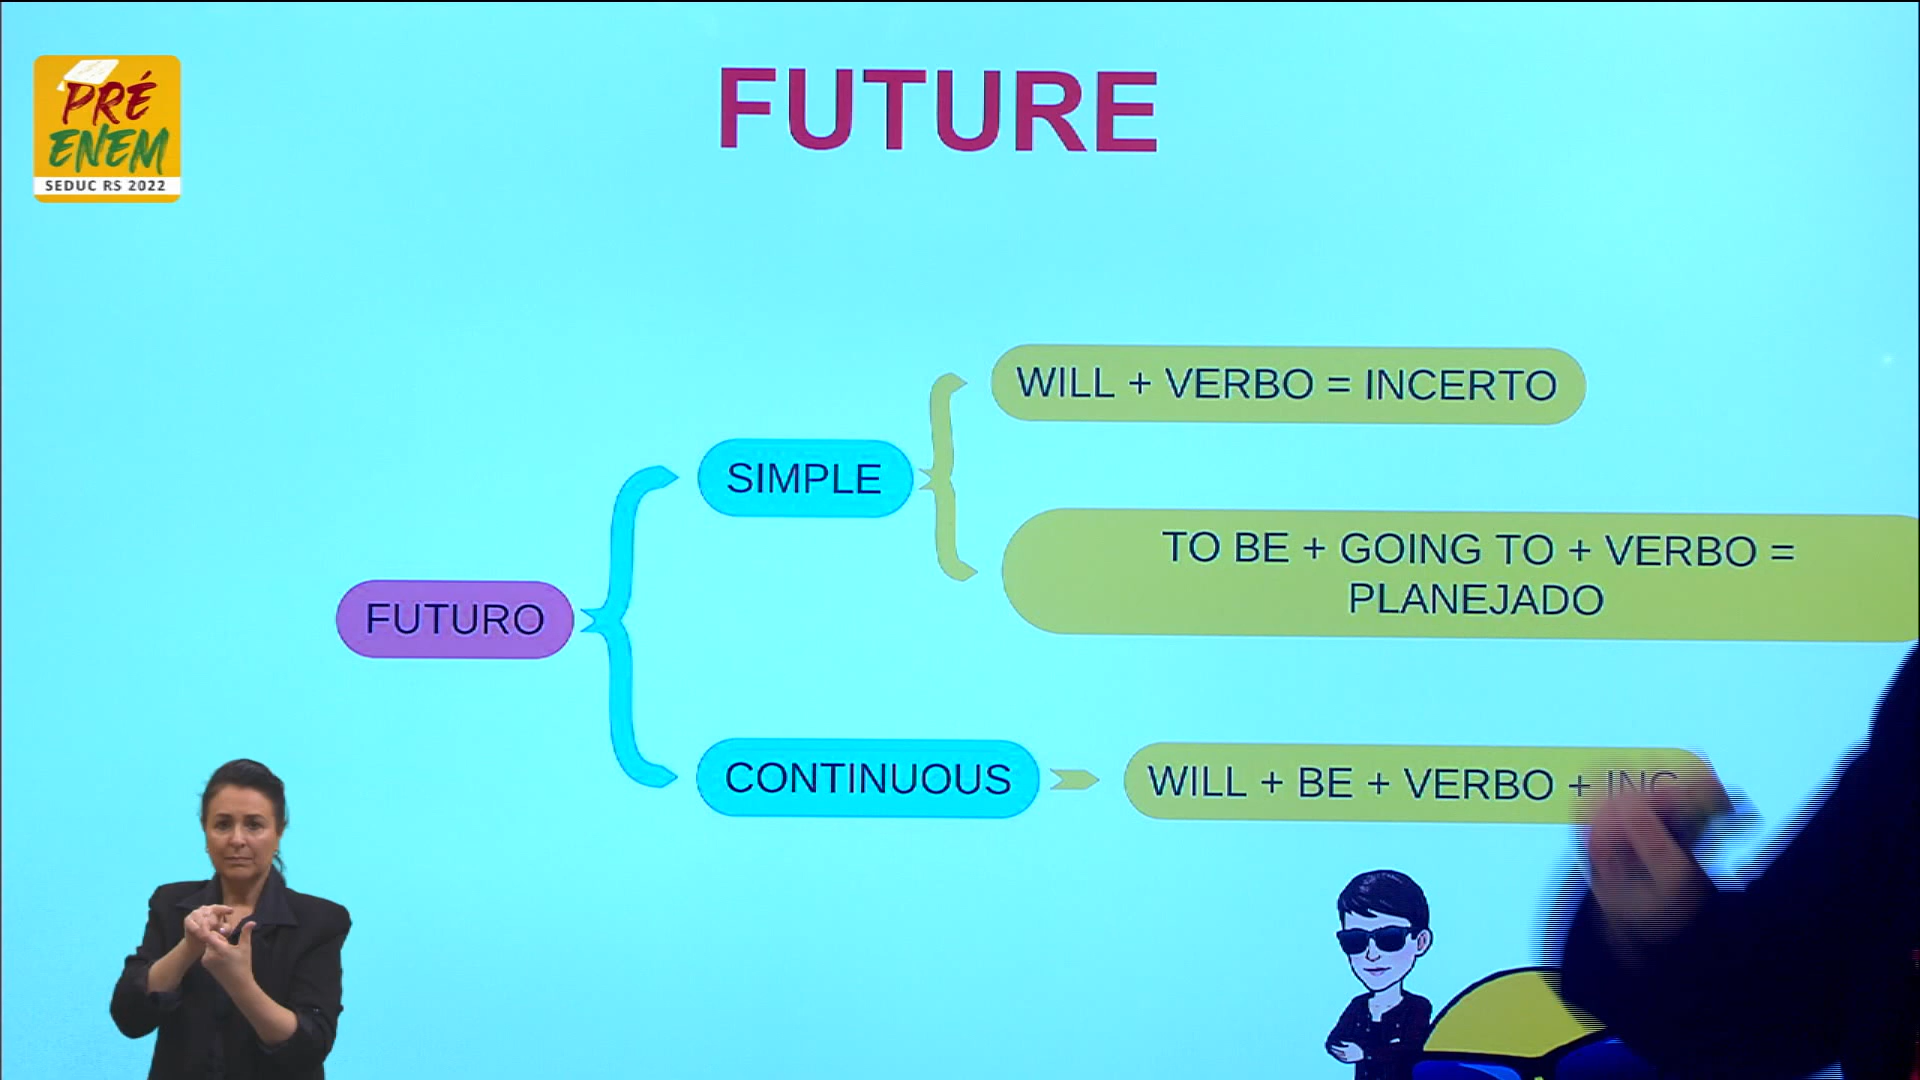 PRÉ
ENEM
SEDUC RS 2022
FUTURE
WILL + VERBO = INCERTO
SIMPLE
TO BE + GOING TO + VERBO =
PLANEJADO
FUTURO
CONTINUOUS
WILL + BE + VERBO + ING